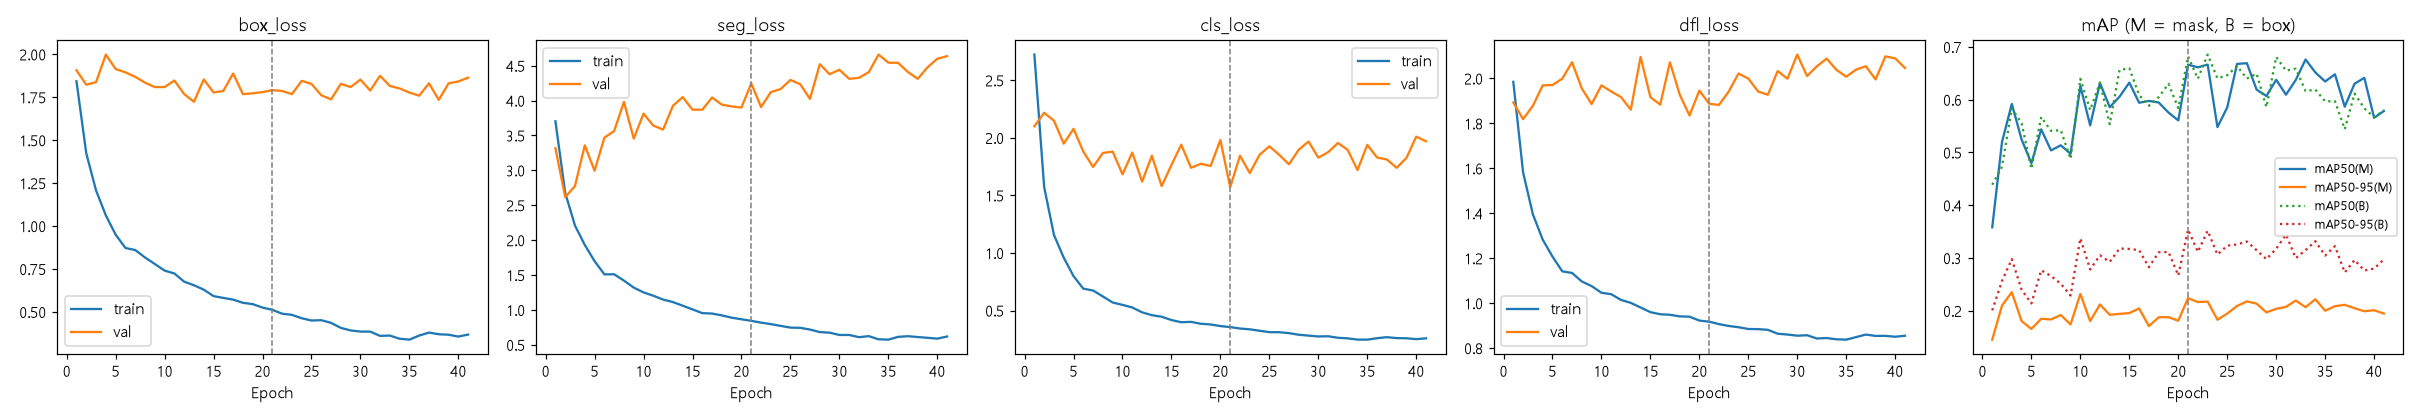 box_loss
2.00
1.75
1.50
1.25
1.00
0.75
0.50
train
val
0 5 10 15 20 25 30 35 40
Epoch
seg_loss
train
val
4.5
4.0
3.5
3.0
2.5
2.0
1.5
1.0
0.5
0 5 10 15 20 25 30 35 40
Epoch
cls_loss
train
val
2.5
2.0
1.5
1.0
0.5
0 5 10 15 20 25 30 35 40
Epoch
dfl_loss
2.0
1.8
1.6
1.4
1.2
1.0
0.8
train
val
0 5 10 15 20 25 30 35 40
Epoch
mAP (M = mask, B = box)
0.7
0.6
0.5
0.4
0.3
0.2
mAP50(M)
mAP50-95(M)
mAP50(B)
mAP50-95(B)
0 5 10 15 20 25 30 35 40
Epoch